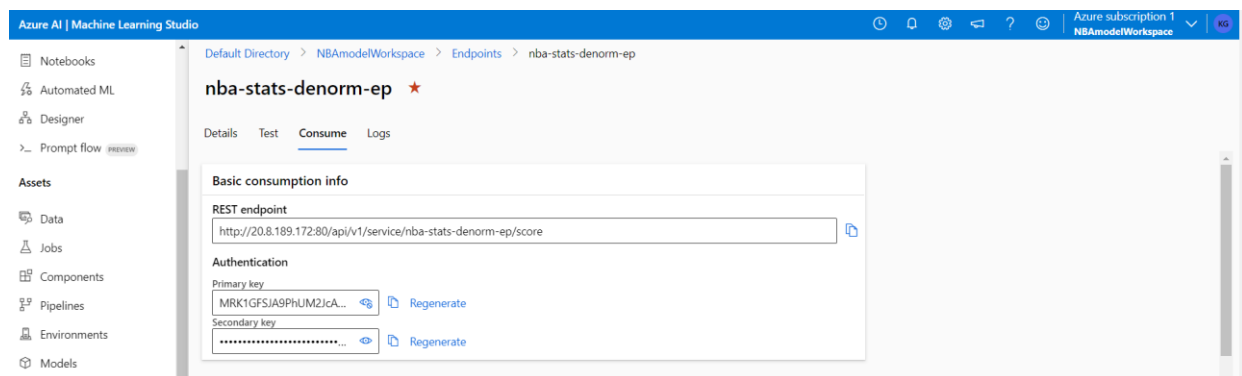 Azure AI | Machine Learning Studio
Azure subscription 1
NBAmodelWorkspace
KG
Notebooks
Automated ML
Designer
Prompt flow PREVIEW
Assets
Data
Jobs
Components
Pipelines
Environments
Models
Default Directory > NBAmodelWorkspace > Endpoints > nba-stats-denorm-ep
nba-stats-denorm-ep
Details Test Consume Logs
Basic consumption info
REST endpoint
http://20.8.189.172:80/api/v1/service/nba-stats-denorm-ep/score
Authentication
Primary key
MRK1GFSJA9PhUM2JcA... Regenerate
Secondary key
••••••••••••••••••••••••••... Regenerate